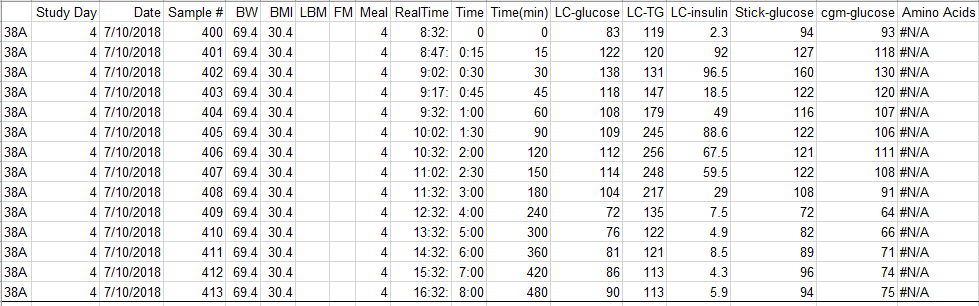 Study Day Date Sample # BW BMI LBM FM Meal RealTime Time Time(min) LC-glucose LC-TG LC-insulin Stick-glucose cgm-glucose Amino Acids
38A 4 7/10/2018 400 69.4 30.4 4 8:32: 0 0 83 119 2.3 94 93 #N/A
38A 4 7/10/2018 401 69.4 30.4 4 8:47: 0:15 15 122 120 92 127 118 #N/A
38A 4 7/10/2018 402 69.4 30.4 4 9:02: 0:30 30 138 131 96.5 160 130 #N/A
38A 4 7/10/2018 403 69.4 30.4 4 9:17: 0:45 45 118 147 18.5 122 120 #N/A
38A 4 7/10/2018 404 69.4 30.4 4 9:32: 1:00 60 108 179 49 116 107 #N/A
38A 4 7/10/2018 405 69.4 30.4 4 10:02: 1:30 90 109 245 88.6 122 106 #N/A
38A 4 7/10/2018 406 69.4 30.4 4 10:32: 2:00 120 112 256 67.5 121 111 #N/A
38A 4 7/10/2018 407 69.4 30.4 4 11:02: 2:30 150 114 248 59.5 122 108 #N/A
38A 4 7/10/2018 408 69.4 30.4 4 11:32: 3:00 180 104 217 29 108 91 #N/A
38A 4 7/10/2018 409 69.4 30.4 4 12:32: 4:00 240 72 135 7.5 72 64 #N/A
38A 4 7/10/2018 410 69.4 30.4 4 13:32: 5:00 300 76 122 4.9 82 66 #N/A
38A 4 7/10/2018 411 69.4 30.4 4 14:32: 6:00 360 81 121 8.5 89 71 #N/A
38A 4 7/10/2018 412 69.4 30.4 4 15:32: 7:00 420 86 113 4.3 96 74 #N/A
38A 4 7/10/2018 413 69.4 30.4 4 16:32: 8:00 480 90 113 5.9 94 75 #N/A